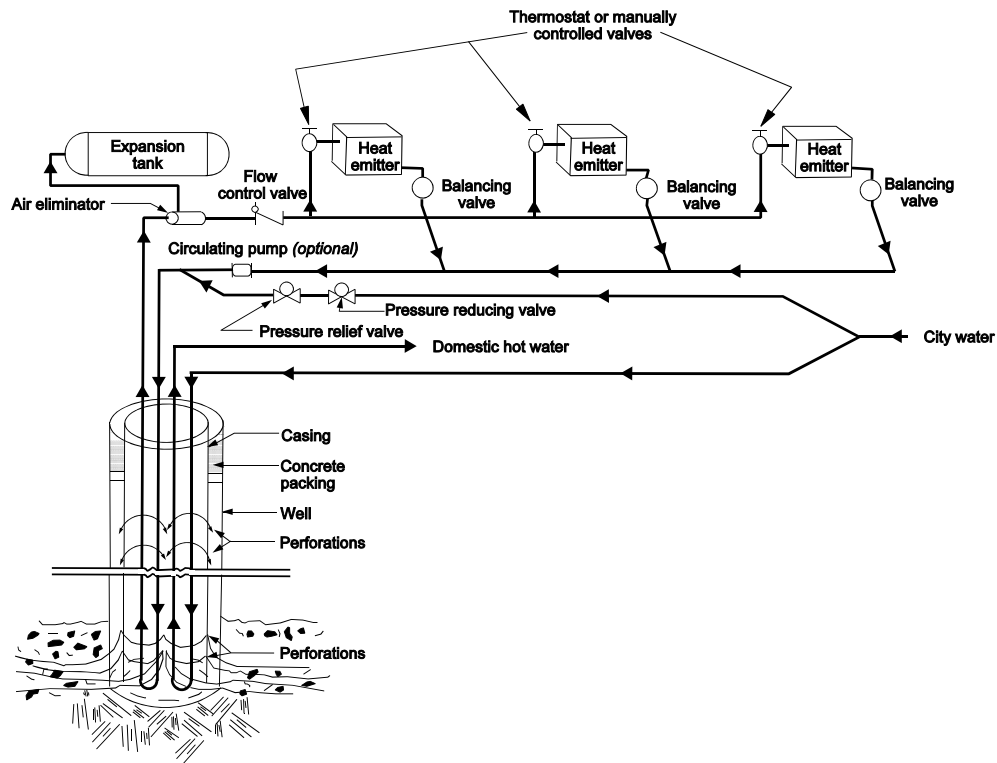 Thermostat or manually
controlled valves
Expansion
tank
Heat
emitter
Heat
emitter
Heat
emitter
Flow
control valve
Balancing
valve
Balancing
valve
Balancing
valve
Air eliminator
Circulating pump (optional)
Pressure reducing valve
Pressure relief valve
City water
Domestic hot water
Casing
Concrete
packing
Well
Perforations
Perforations